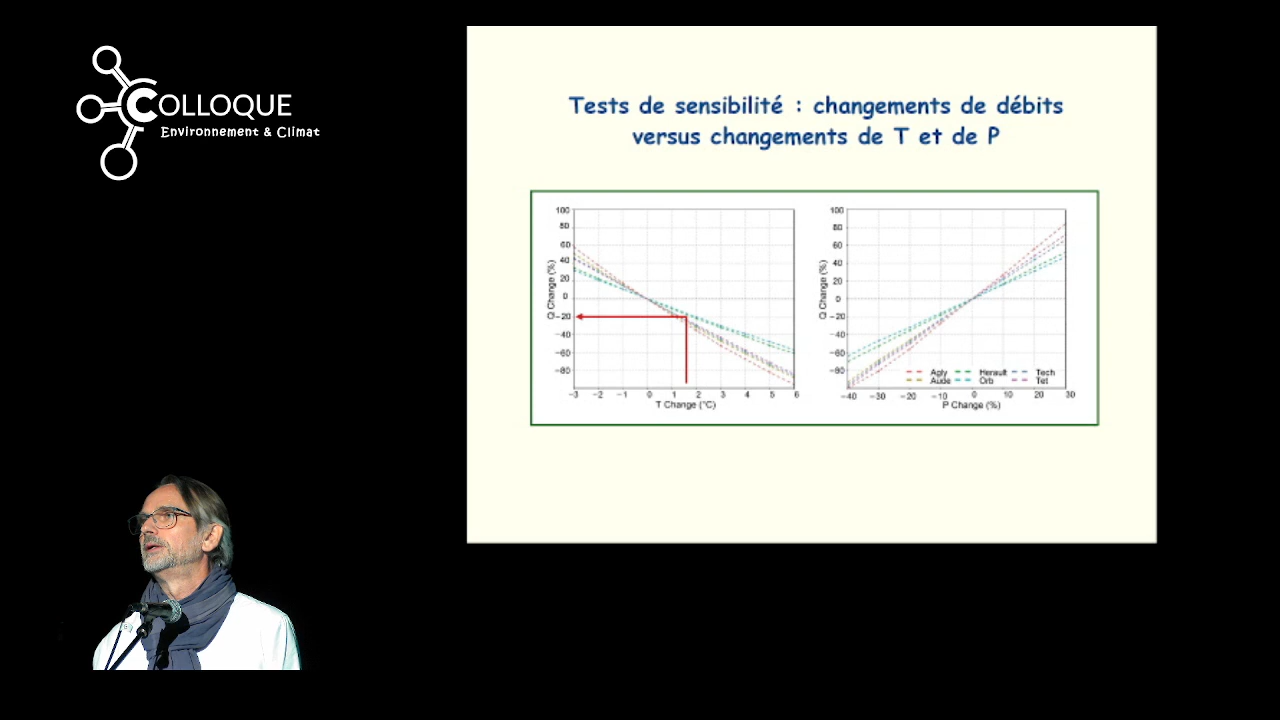 COLLOQUE
Environnement & Climat
Tests de sensibilité : changements de débits
versus changements de T et de P
100
80
60
40
20
0
−20
−40
−60
−80
Q Change (%)
−3 −2 −1 0 1 2 3 4 5 6
T Change (°C)
100
80
60
40
20
0
−20
−40
−60
−80
Q Change (%)
Agly Herault Tech
Aude Orb Tet
−40 −30 −20 −10 0 10 20 30
P Change (%)